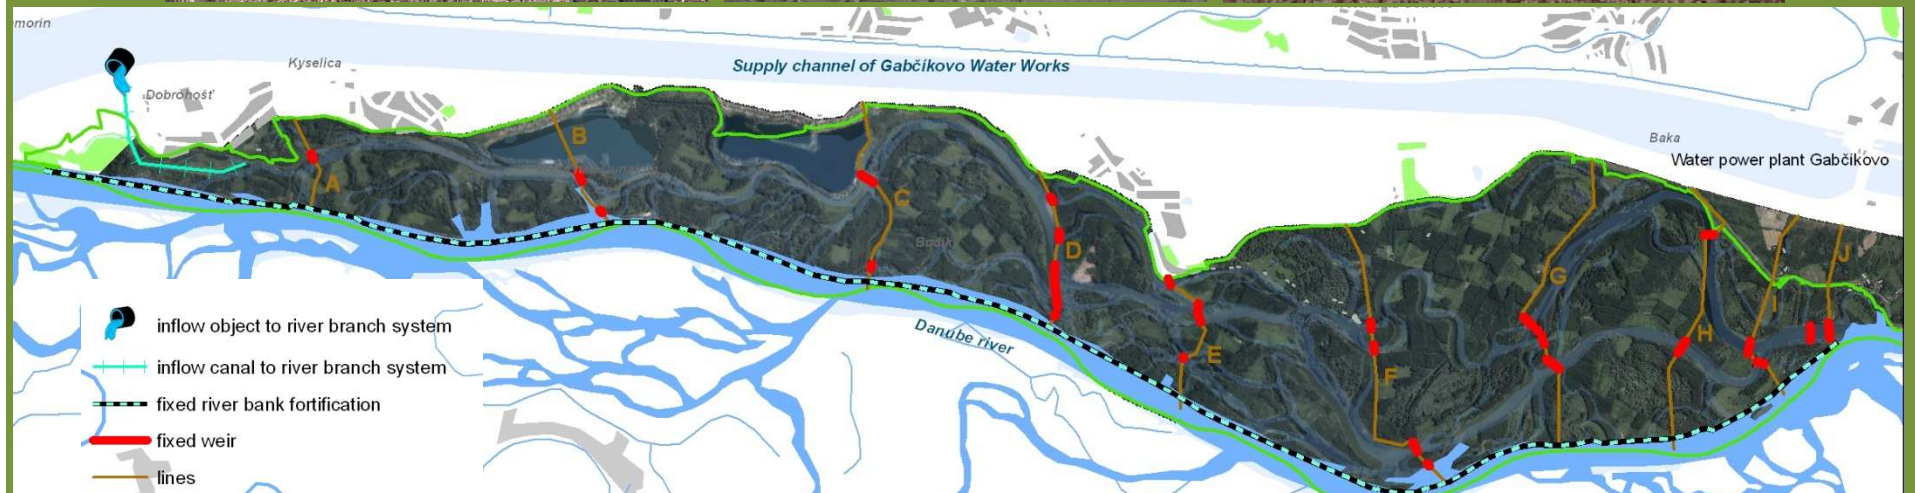 morín
Kyselica
Supply channel of Gabčíkovo Water Works
Dobrohošť
Baka
Water power plant Gabčíkovo
A
B
C
D
E
F
G
H
I
J
Danube river
inflow object to river branch system
inflow canal to river branch system
fixed river bank fortification
fixed weir
lines